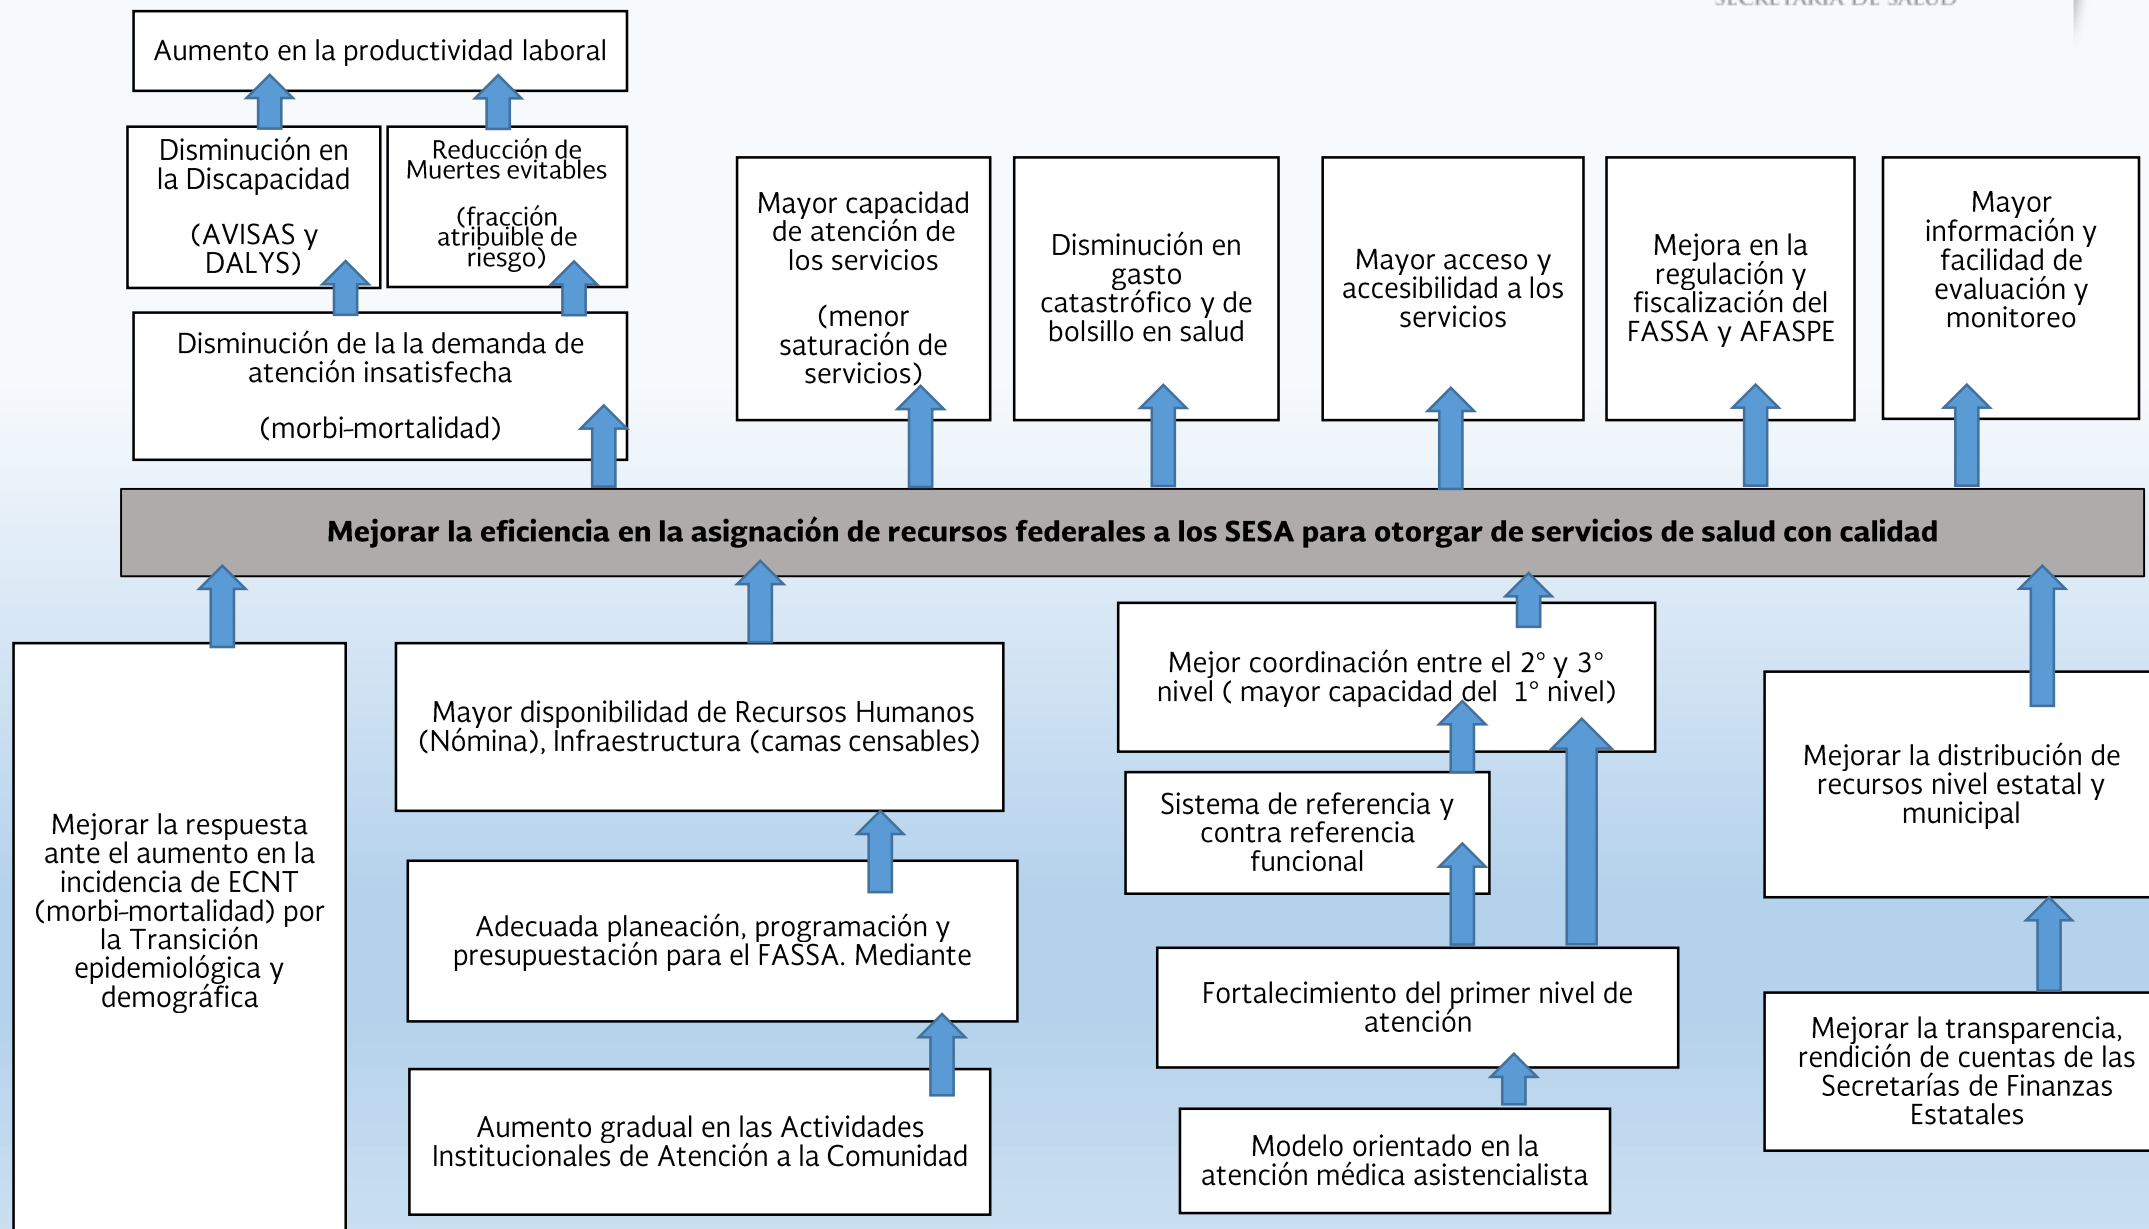 SECRETARÍA DE SALUD
Aumento en la productividad laboral
Disminución en
la Discapacidad
(AVISAS y
DALYS)
Reducción de
Muertes evitables
(fracción
atribuible de
riesgo)
Disminución de la la demanda de
atención insatisfecha
(morbi-mortalidad)
Mayor capacidad
de atención de
los servicios
(menor
saturación de
servicios)
Disminución en
gasto
catastrófico y de
bolsillo en salud
Mayor acceso y
accesibilidad a los
servicios
Mejora en la
regulación y
fiscalización del
FASSA y AFASPE
Mayor
información y
facilidad de
evaluación y
monitoreo
Mejorar la eficiencia en la asignación de recursos federales a los SESA para otorgar de servicios de salud con calidad
Mejorar la respuesta
ante el aumento en la
incidencia de ECNT
(morbi-mortalidad) por
la Transición
epidemiológica y
demográfica
Mayor disponibilidad de Recursos Humanos
(Nómina), Infraestructura (camas censables)
Adecuada planeación, programación y
presupuestación para el FASSA. Mediante
Aumento gradual en las Actividades
Institucionales de Atención a la Comunidad
Mejor coordinación entre el 2° y 3°
nivel ( mayor capacidad del 1° nivel)
Sistema de referencia y
contra referencia
funcional
Fortalecimiento del primer nivel de
atención
Modelo orientado en la
atención médica asistencialista
Mejorar la distribución de
recursos nivel estatal y
municipal
Mejorar la transparencia,
rendición de cuentas de las
Secretarías de Finanzas
Estatales